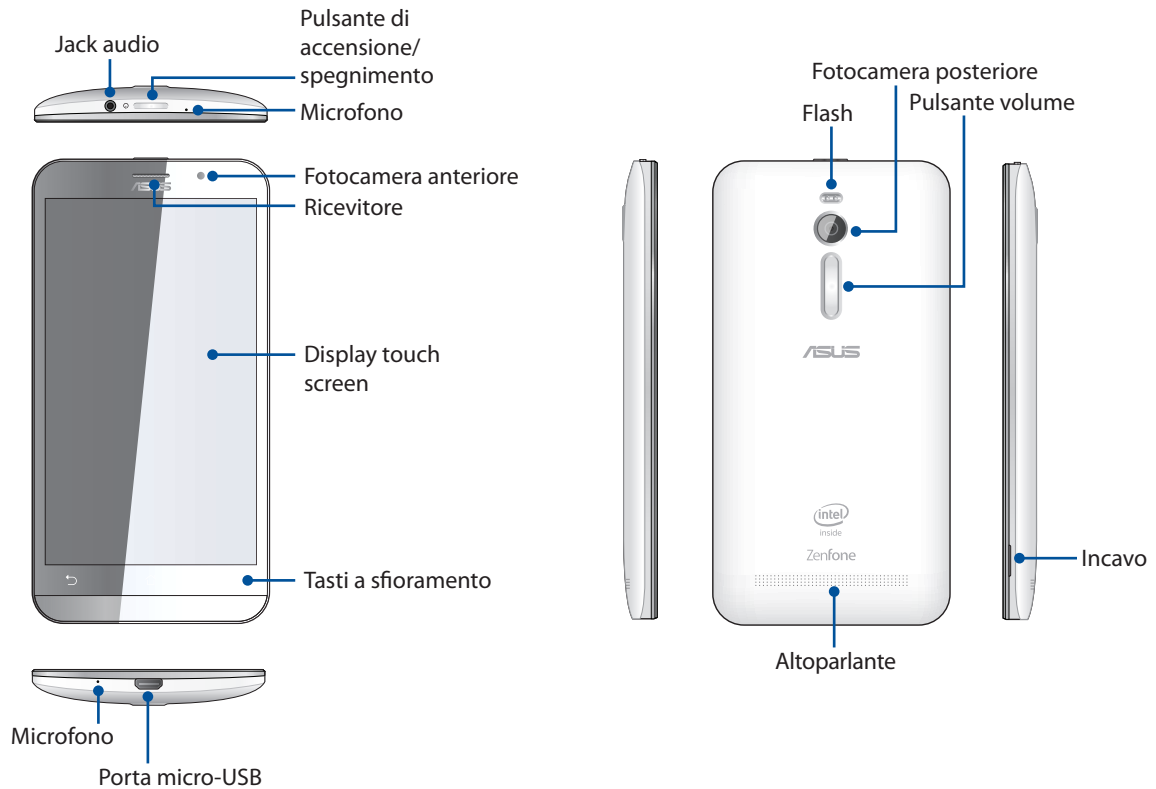 Pulsante di
accensione/
spegnimento
Jack audio
Microfono
Fotocamera anteriore
Ricevitore
ASUS
Display touch
screen
Tasti a sfioramento
Microfono
Porta micro-USB
Fotocamera posteriore
Pulsante volume
Flash
ASUS
intel
inside
Zenfone
Incavo
Altoparlante